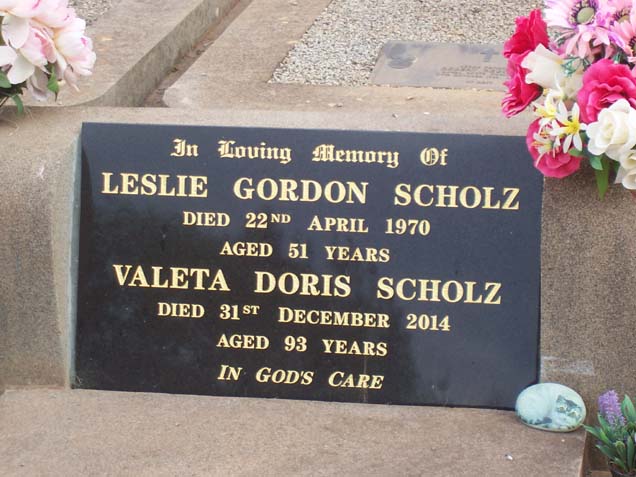 In Loving Memory Of
LESLIE GORDON SCHOLZ
DIED 22ND APRIL 1970
AGED 51 YEARS
VALETA DORIS SCHOLZ
DIED 31ST DECEMBER 2014
AGED 93 YEARS
IN GOD'S CARE